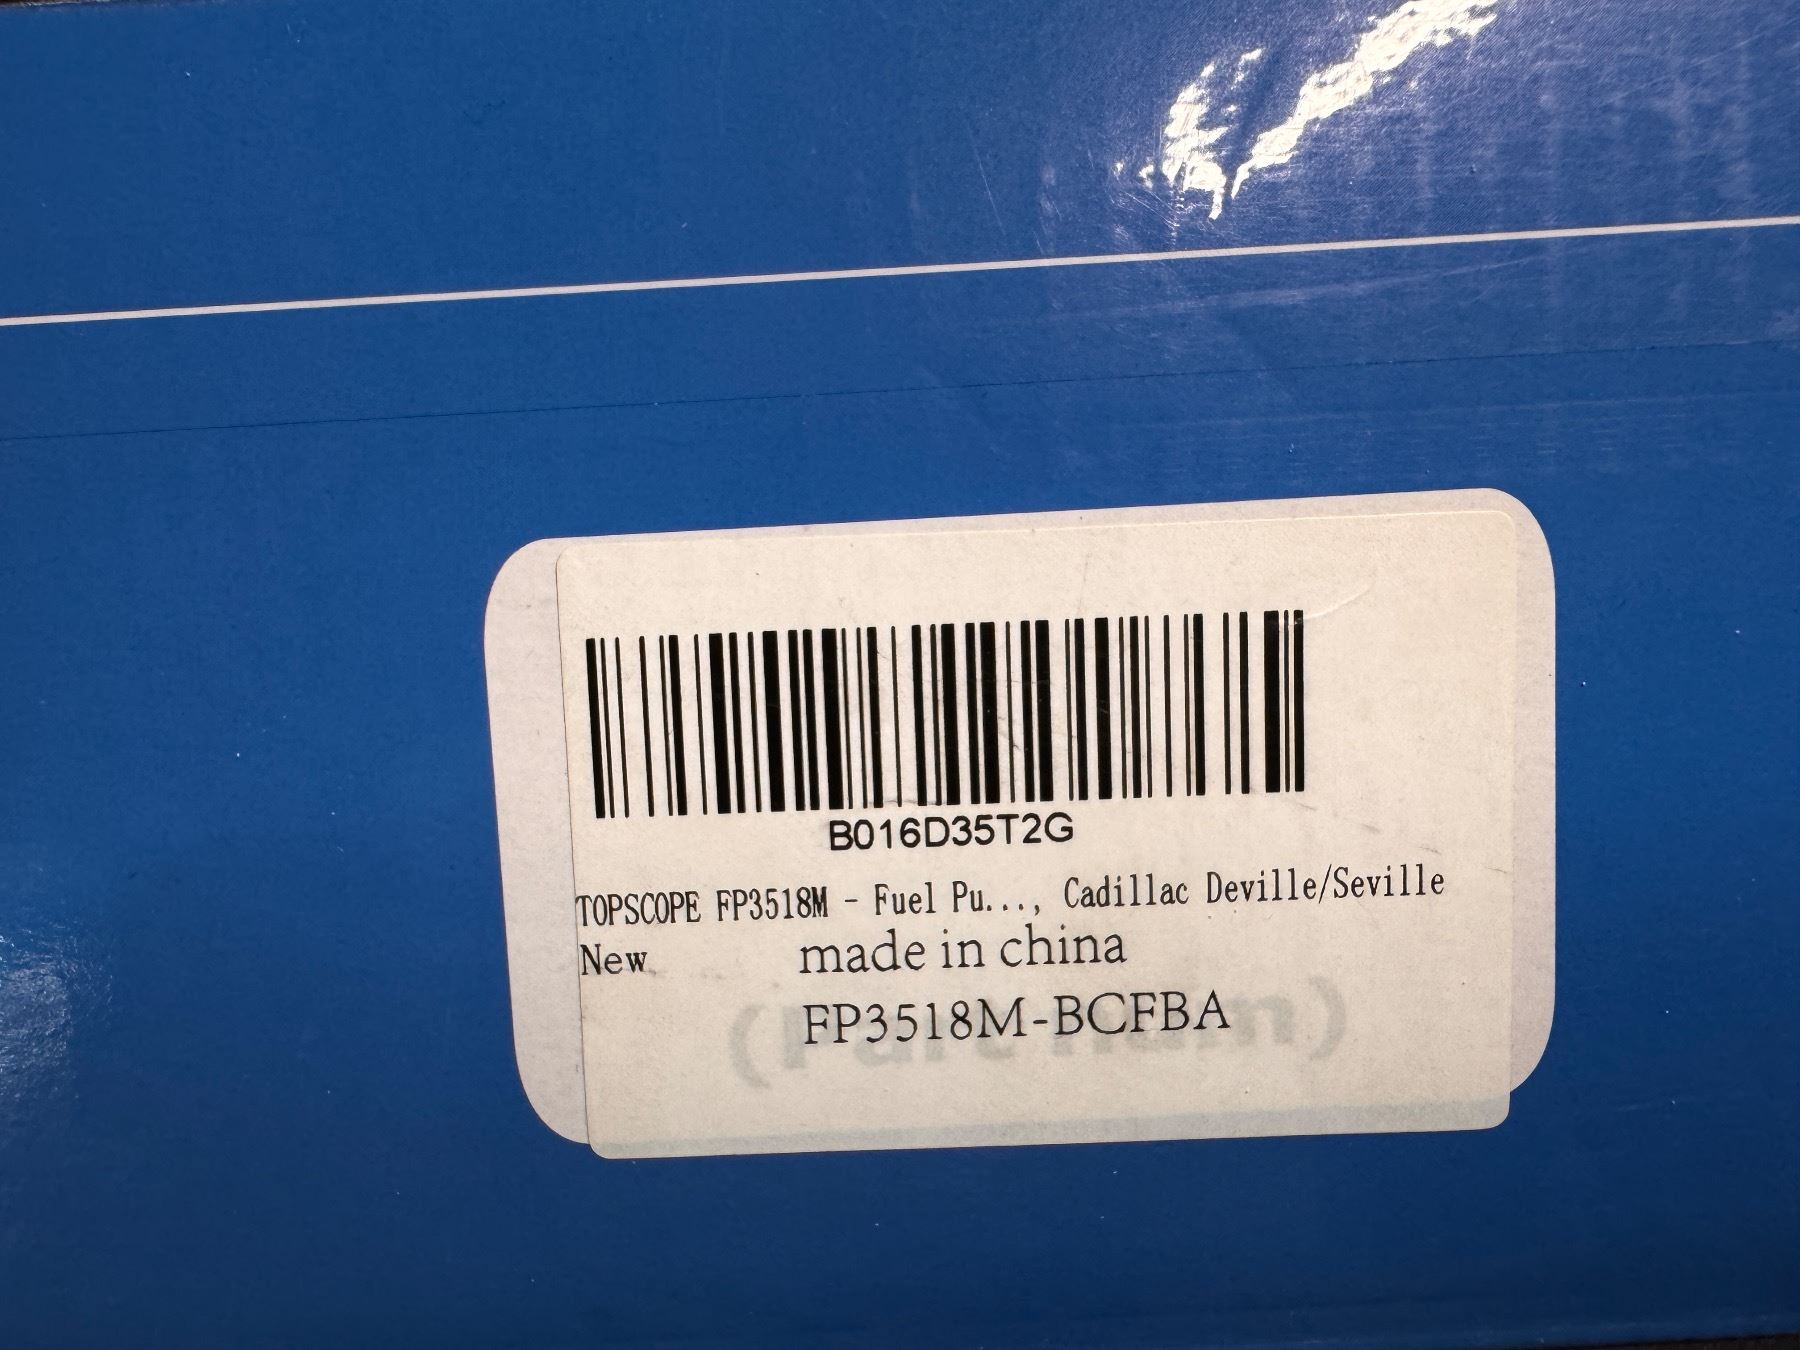 B016D35T2G
TOPSCOPE FP3518M - Fuel Pu..., Cadillac Deville/Seville
New
made in china
FP3518M-BCFBA